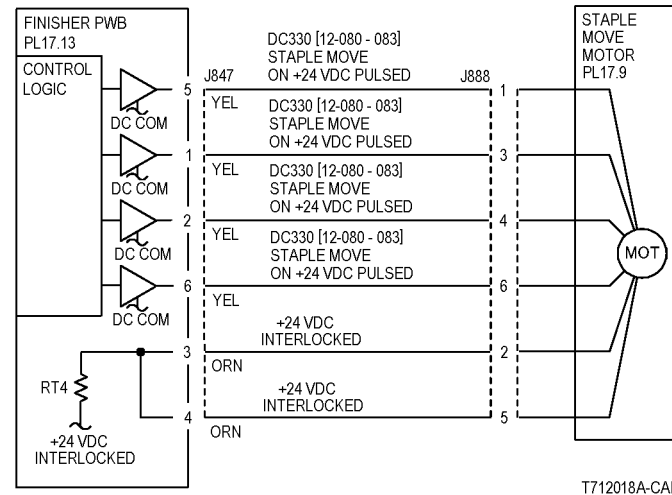 FINISHER PWB
PL17.13
CONTROL
LOGIC
DC COM
DC COM
DC COM
DC COM
RT4
+24 VDC
INTERLOCKED
5
1
2
6
3
4
J847
YEL
YEL
YEL
YEL
ORN
ORN
DC330 [12-080 - 083]
STAPLE MOVE
ON +24 VDC PULSED
DC330 [12-080 - 083]
STAPLE MOVE
ON +24 VDC PULSED
DC330 [12-080 - 083]
STAPLE MOVE
ON +24 VDC PULSED
DC330 [12-080 - 083]
STAPLE MOVE
ON +24 VDC PULSED
+24 VDC
INTERLOCKED
+24 VDC
INTERLOCKED
J888
1
3
4
6
2
5
STAPLE
MOVE
MOTOR
PL17.9
MOT